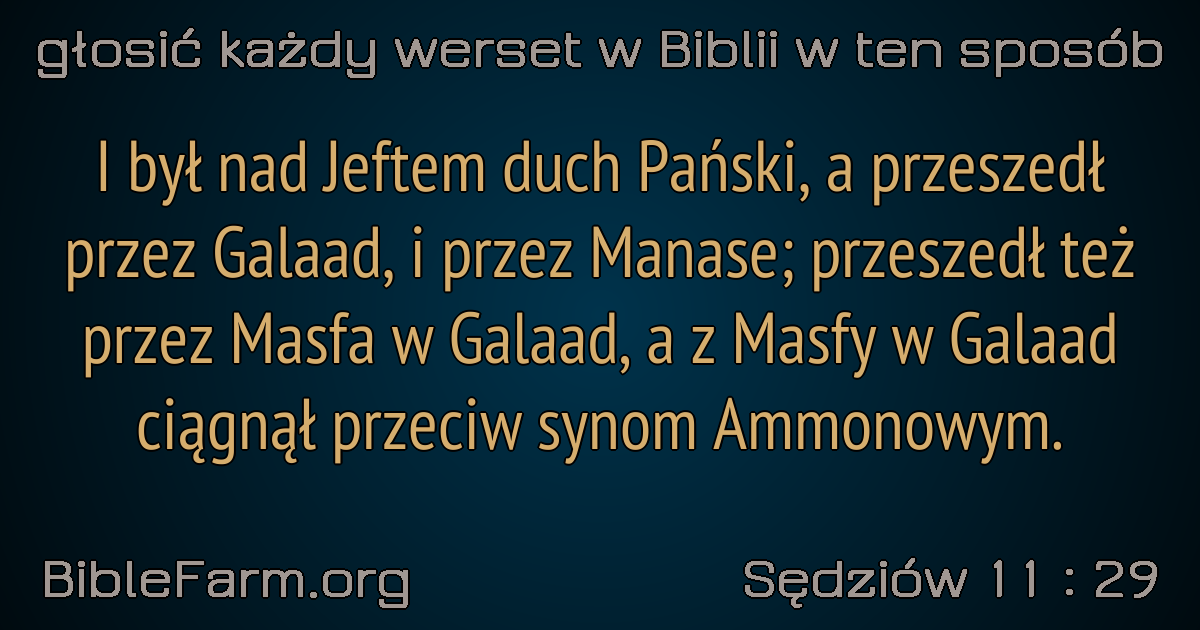 głosić każdy werset w Biblii w ten sposób
I był nad Jeftem duch Pański, a przeszedł
przez Galaad, i przez Manase; przeszedł też
przez Masfa w Galaad, a z Masfy w Galaad
ciągnął przeciw synom Ammonowym.
BibleFarm.org
Sędziów 11 : 29